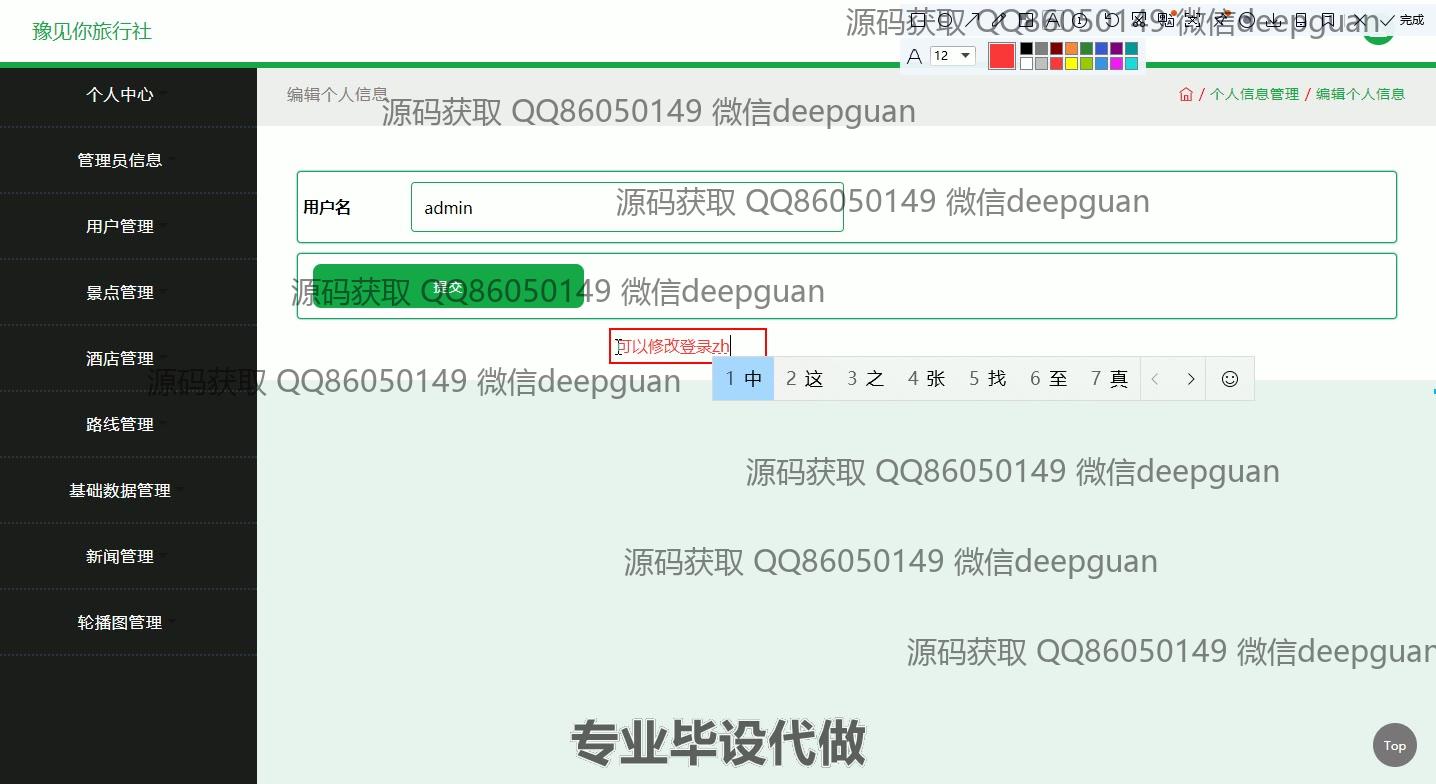 豫见你旅行社
源码获取 QQ86050149 微信deepguan
完成
A 12
个人中心
编辑个人信息
/ 个人信息管理 / 编辑个人信息
源码获取 QQ86050149 微信deepguan
管理员信息
用户名
admin
源码获取 QQ86050149 微信deepguan
用户管理
景点管理
提交
源码获取 QQ86050149 微信deepguan
可以修改登录zh
酒店管理
1 中 2 这 3 之 4 张 5 找 6 至 7 真
源码获取 QQ86050149 微信deepguan
路线管理
源码获取 QQ86050149 微信deepguan
基础数据管理
新闻管理
源码获取 QQ86050149 微信deepguan
轮播图管理
源码获取 QQ86050149 微信deepguan
专业毕设代做
Top